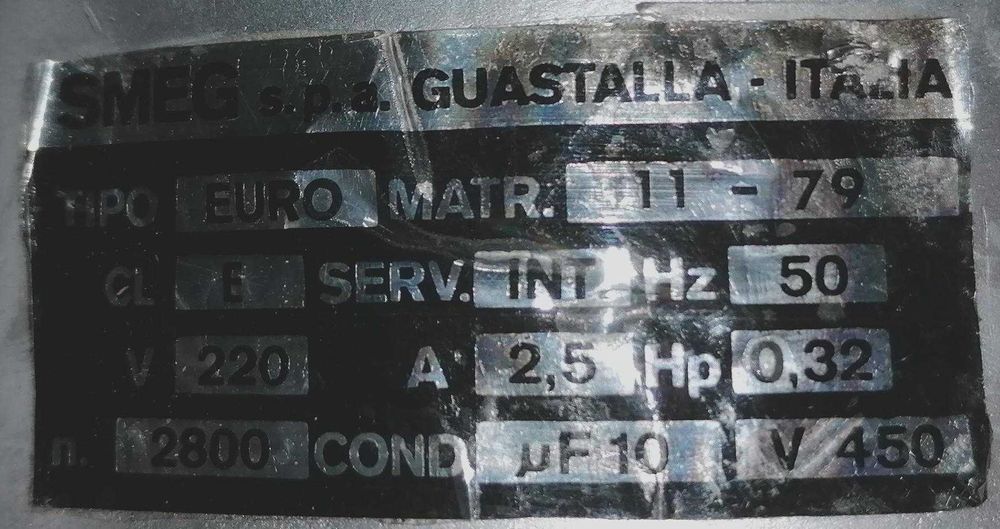 SMEG s.p.a. GUASTALLA - ITALIA
TIPO EURO MATR. 11 - 79
CL E SERV. INT Hz 50
V 220 A 2,5 Hp 0,32
n. 2800 COND. µF 10 V 450